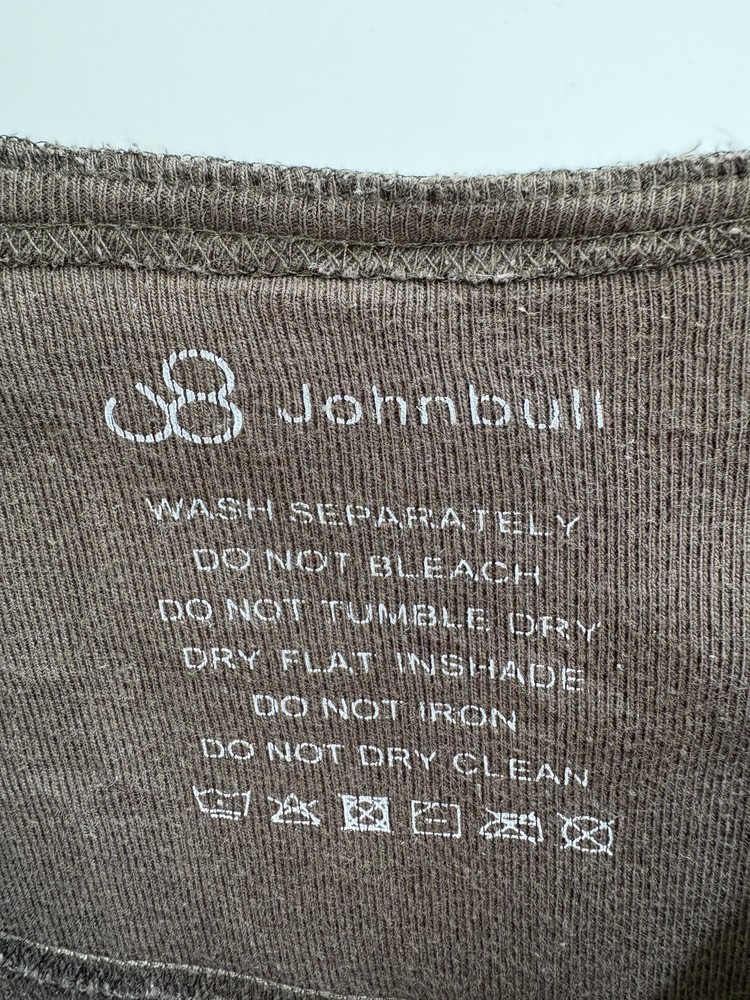 Johnbull
WASH SEPARATELY
DO NOT BLEACH
DO NOT TUMBLE DRY
DRY FLAT INSHADE
DO NOT IRON
DO NOT DRY CLEAN